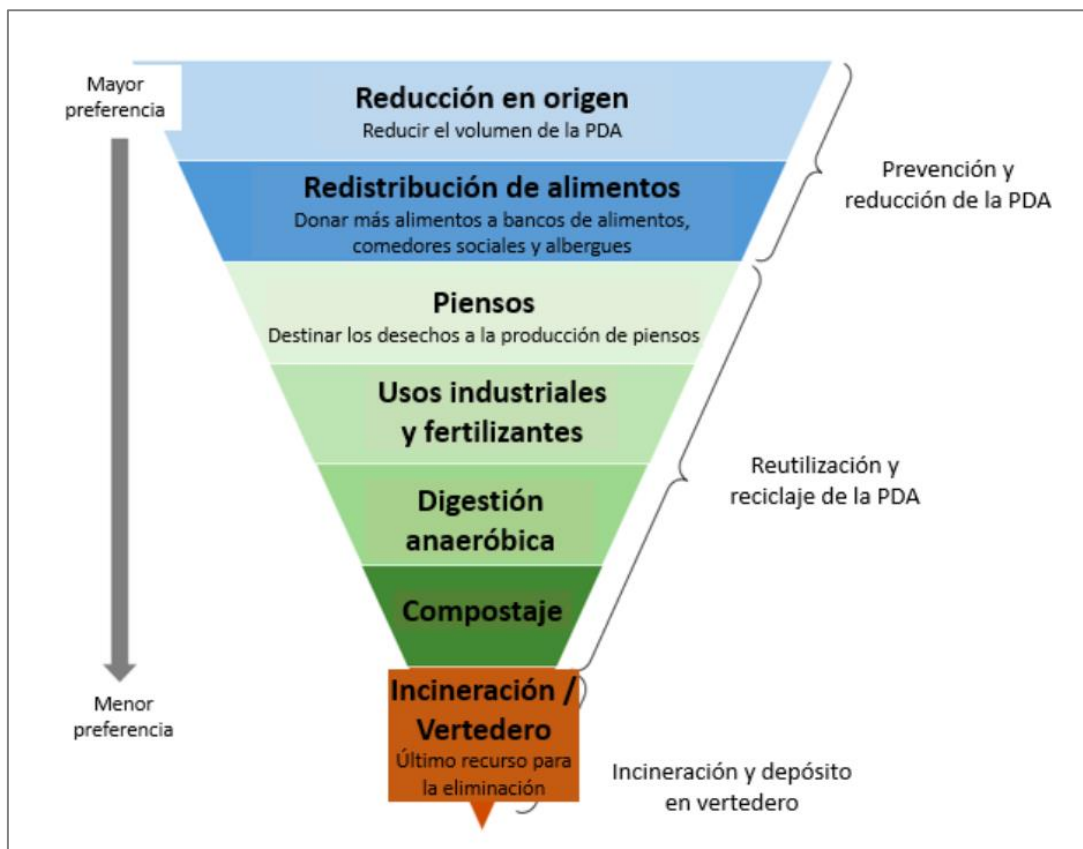 Mayor
preferencia
Reducción en origen
Reducir el volumen de la PDA
Redistribución de alimentos
Donar más alimentos a bancos de alimentos,
comedores sociales y albergues
Prevención y
reducción de la PDA
Piensos
Destinar los desechos a la producción de piensos
Usos industriales
y fertilizantes
Digestión
anaeróbica
Compostaje
Reutilización y
reciclaje de la PDA
Menor
preferencia
Incineración /
Vertedero
Último recurso para
la eliminación
Incineración y depósito
en vertedero